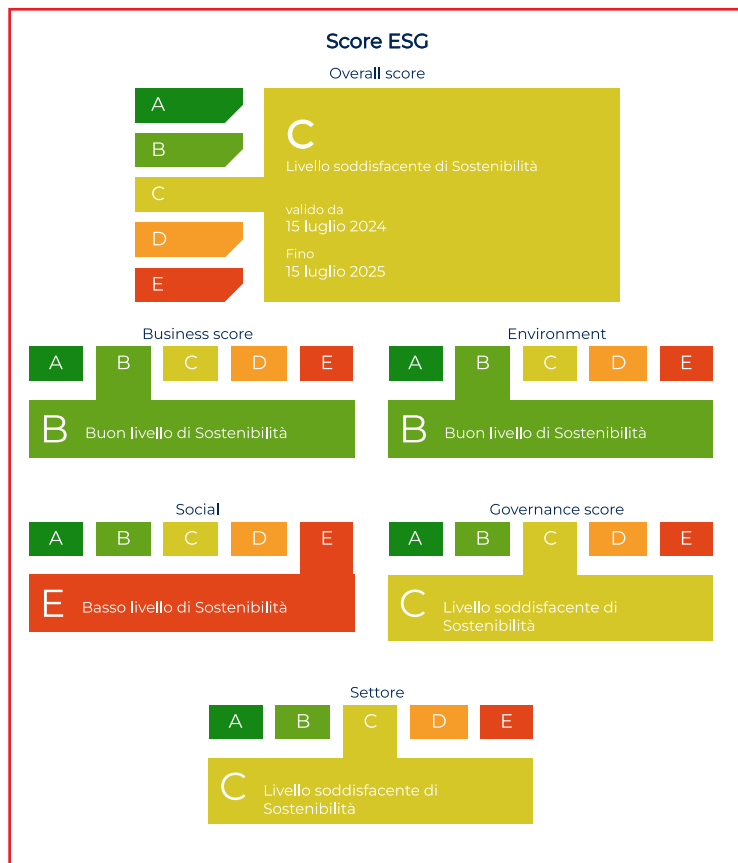 Score ESG
Overall score
A
B
C
D
E
C
Livello soddisfacente di Sostenibilità
valido da
15 luglio 2024
Fino
15 luglio 2025
Business score
A B C D E
B Buon livello di Sostenibilità
Environment
A B C D E
B Buon livello di Sostenibilità
Social
A B C D E
E Basso livello di Sostenibilità
Governance score
A B C D E
C Livello soddisfacente di
Sostenibilità
Settore
A B C D E
C Livello soddisfacente di
Sostenibilità